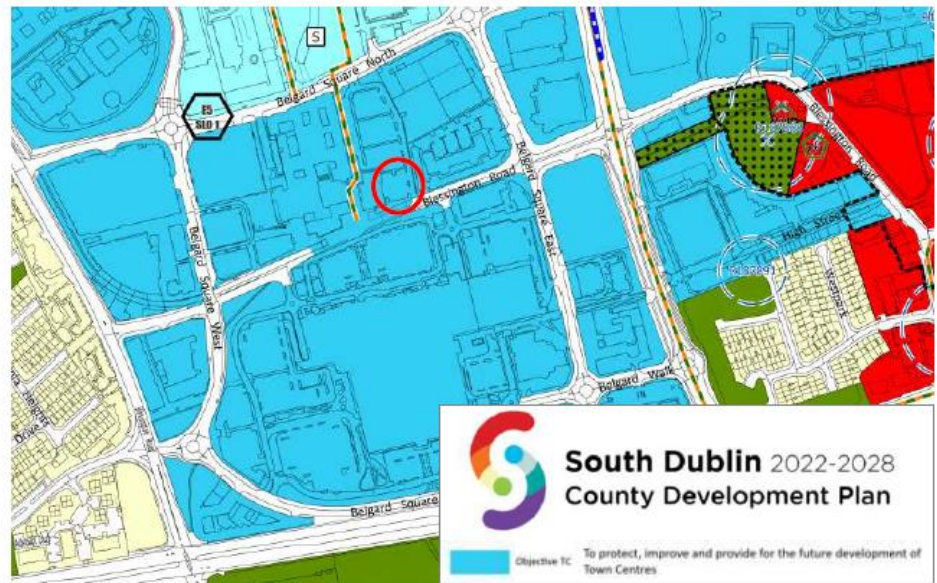 S
Belgard Square North
E5
SLO 1
Blessington Road
Blessington Road
Belgard Square East
Belgard Square West
High Street
Weavers
Belgard Walk
Drive
Belgard Square
South Dublin 2022-2028
County Development Plan
Objective TC
To protect, improve and provide for the future development of
Town Centres